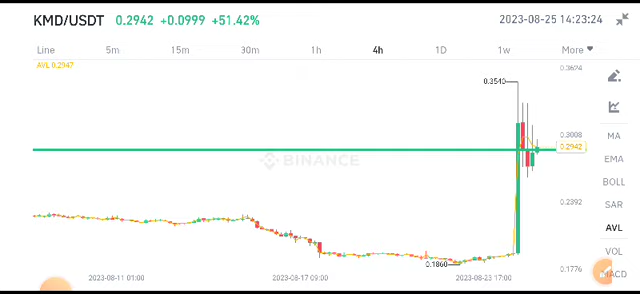 KMD/USDT 0.2942 +0.0999 +51.42% 2023-08-25 14:23:24
Line 5m 15m 30m 1h 4h 1D 1w More
AVL 0.2947
0.3624
0.3540
MA
0.3008
0.2942
EMA
BINANCE
BOLL
0.2392
SAR
AVL
VOL
0.1860
0.1776
MACD
2023-08-11 01:00 2023-08-17 09:00 2023-08-23 17:00